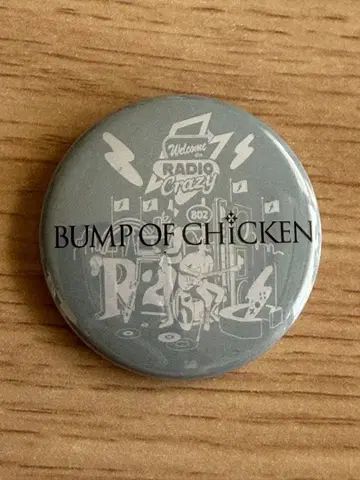 Welcome
RADIO
Crazy
802
BUMP OF CHiCKEN